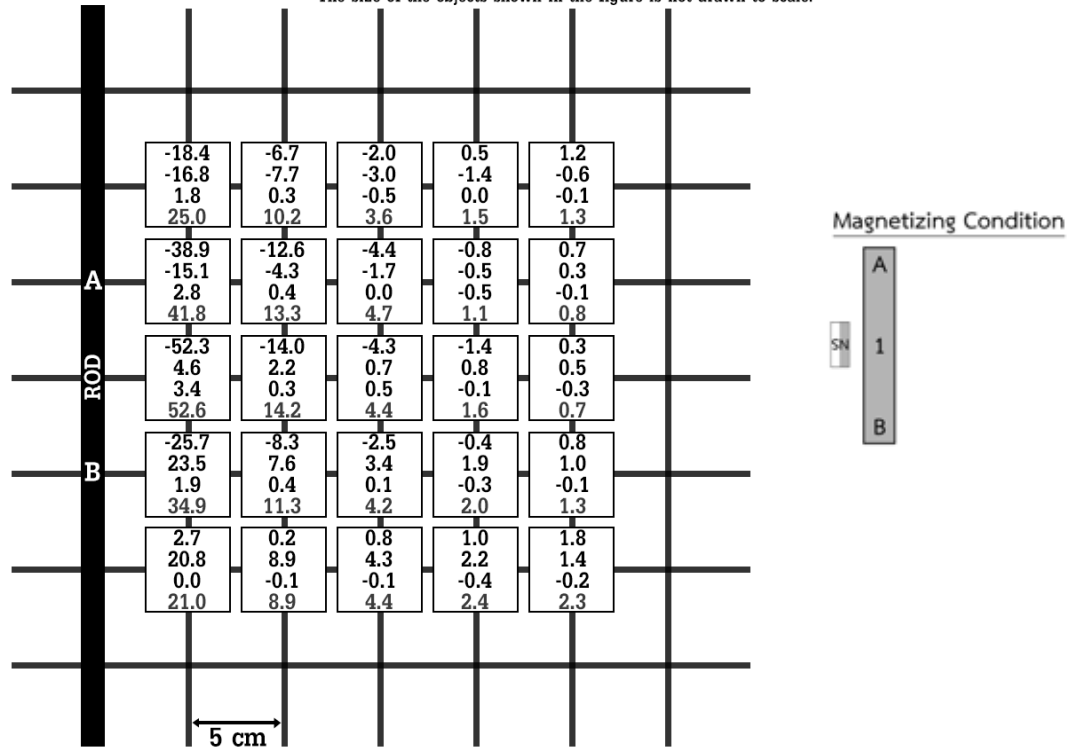 The size of the objects shown in the figure is not drawn to scale.
-18.4 -6.7 -2.0 0.5 1.2
-16.8 -7.7 -3.0 -1.4 -0.6
1.8 0.3 -0.5 0.0 -0.1
25.0 10.2 3.6 1.5 1.3
Magnetizing Condition
-38.9 -12.6 -4.4 -0.8 0.7
-15.1 -4.3 -1.7 -0.5 0.3
2.8 0.4 0.0 -0.5 -0.1
41.8 13.3 4.7 1.1 0.8
A
A
-52.3 -14.0 -4.3 -1.4 0.3
4.6 2.2 0.7 0.8 0.5
3.4 0.3 0.5 -0.1 -0.3
52.6 14.2 4.4 1.6 0.7
ROD
SN 1
-25.7 -8.3 -2.5 -0.4 0.8
23.5 7.6 3.4 1.9 1.0
1.9 0.4 0.1 -0.3 -0.1
34.9 11.3 4.2 2.0 1.3
B
B
2.7 0.2 0.8 1.0 1.8
20.8 8.9 4.3 2.2 1.4
0.0 -0.1 -0.1 -0.4 -0.2
21.0 8.9 4.4 2.4 2.3
5 cm